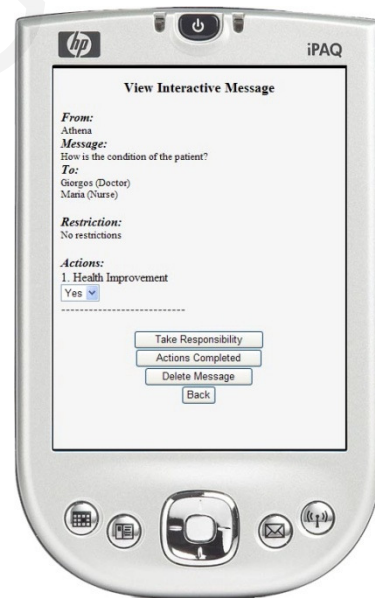 hp
iPAQ
View Interactive Message
From:
Athena
Message:
How is the condition of the patient?
To:
Giorgos (Doctor)
Maria (Nurse)
Restriction:
No restrictions
Actions:
1. Health Improvement
Yes
--------------------------
Take Responsibility
Actions Completed
Delete Message
Back